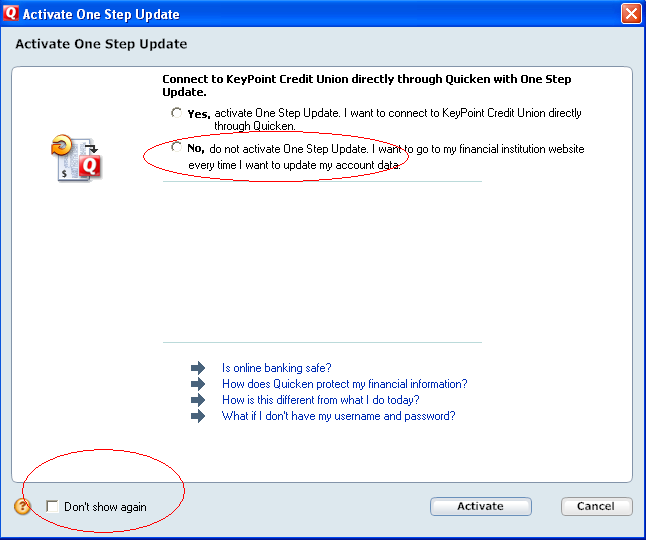 Activate One Step Update
Activate One Step Update
Connect to KeyPoint Credit Union directly through Quicken with One Step
Update.
Yes, activate One Step Update. I want to connect to KeyPoint Credit Union directly
through Quicken.
No, do not activate One Step Update. I want to go to my financial institution website
every time I want to update my account data.
$
Q
Is online banking safe?
How does Quicken protect my financial information?
How is this different from what I do today?
What if I don't have my username and password?
? Don't show again
Activate
Cancel